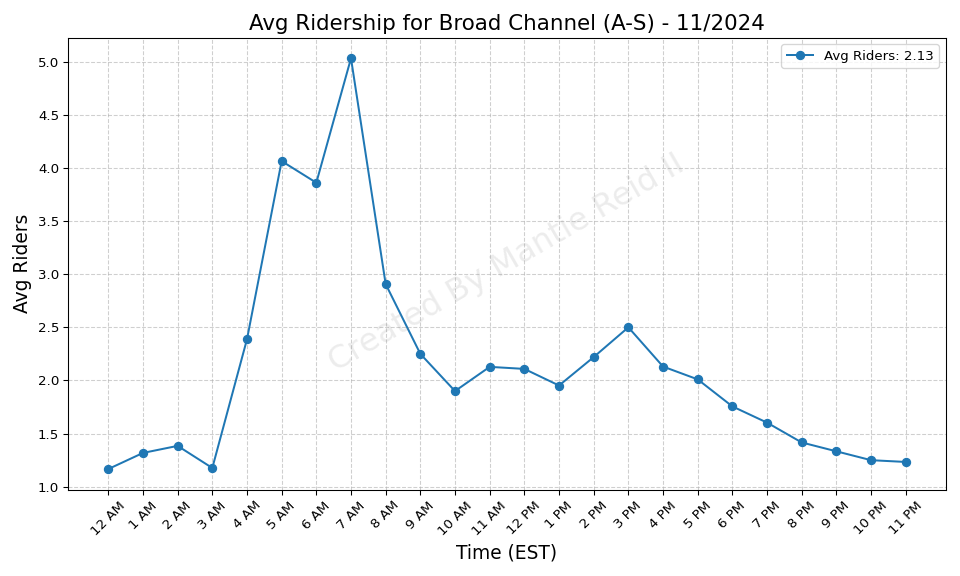 Avg Ridership for Broad Channel (A-S) - 11/2024
Avg Riders: 2.13
5.0
4.5
4.0
3.5
3.0
2.5
2.0
1.5
1.0
Avg Riders
Created By Mantie Reid II
12 AM
1 AM
2 AM
3 AM
4 AM
5 AM
6 AM
7 AM
8 AM
9 AM
10 AM
11 AM
12 PM
1 PM
2 PM
3 PM
4 PM
5 PM
6 PM
7 PM
8 PM
9 PM
10 PM
11 PM
Time (EST)